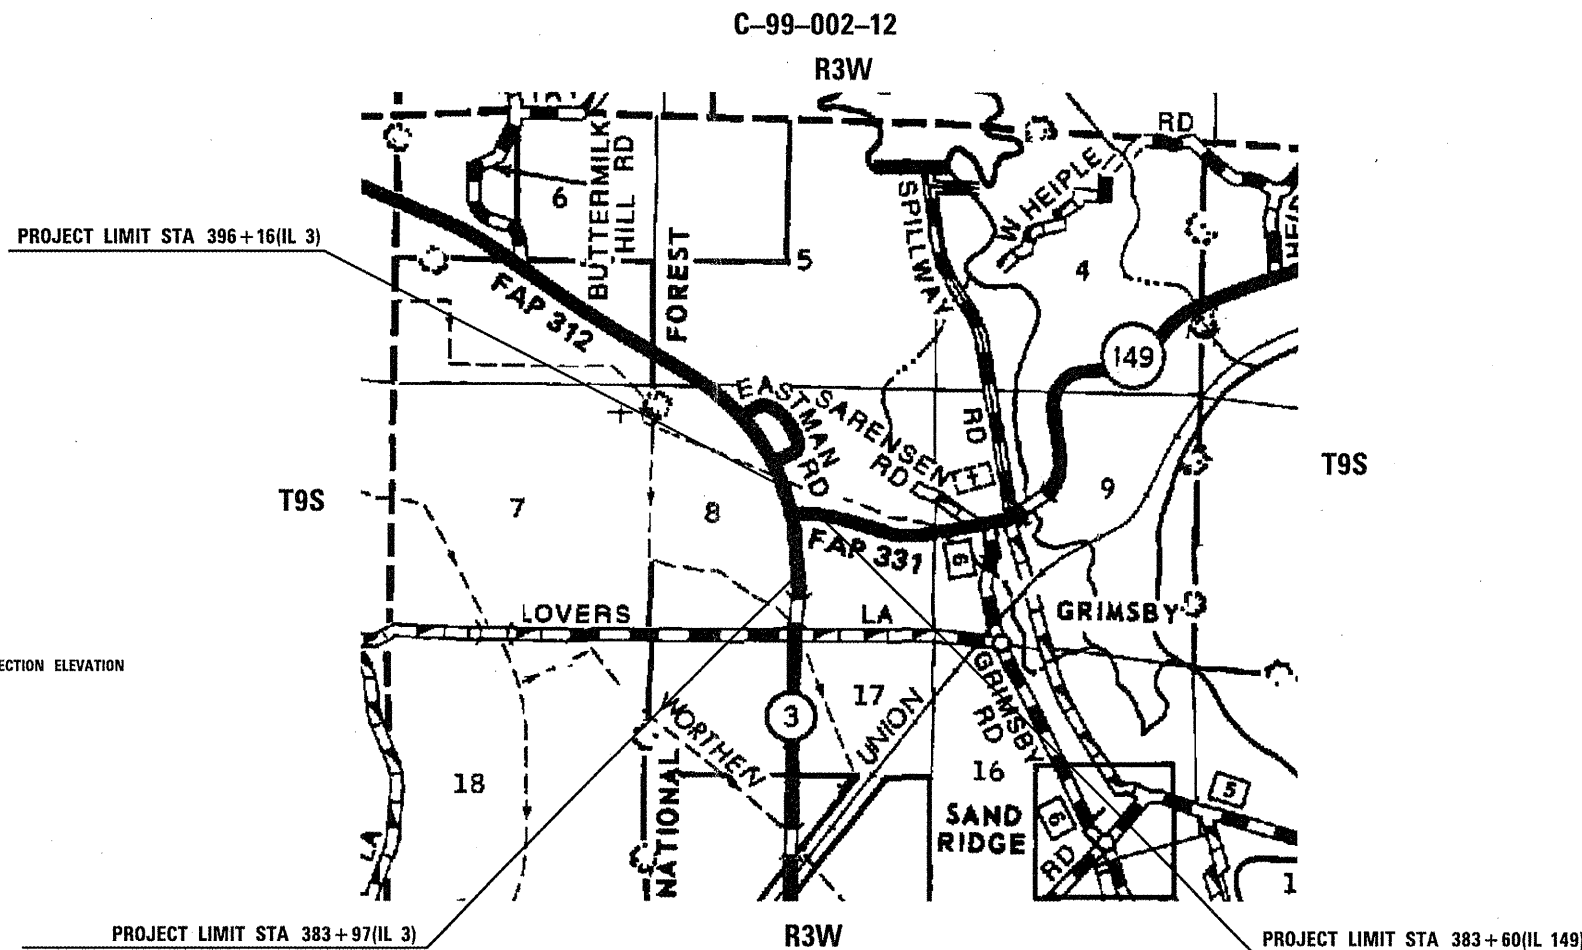 C-99-002-12
R3W
RD
BUTTERMILK
HILL RD
6
W HEIPLE
SPILLWAY
RD
PROJECT LIMIT STA 396+16(IL 3)
FOREST
5
4
FAP 312
149
EASTMAN
RD
SARENSEN
RD
T9S
T9S
7
8
9
FAP 331
6
LOVERS
LA
GRIMSBY
ECTION ELEVATION
GRIMSBY
RD
17
3
NORTHEN
UNION
18
16
NATIONAL
SAND
RIDGE
5
6
RD
LA
1
PROJECT LIMIT STA 383+97(IL 3)
R3W
PROJECT LIMIT STA 383+60(IL 149)